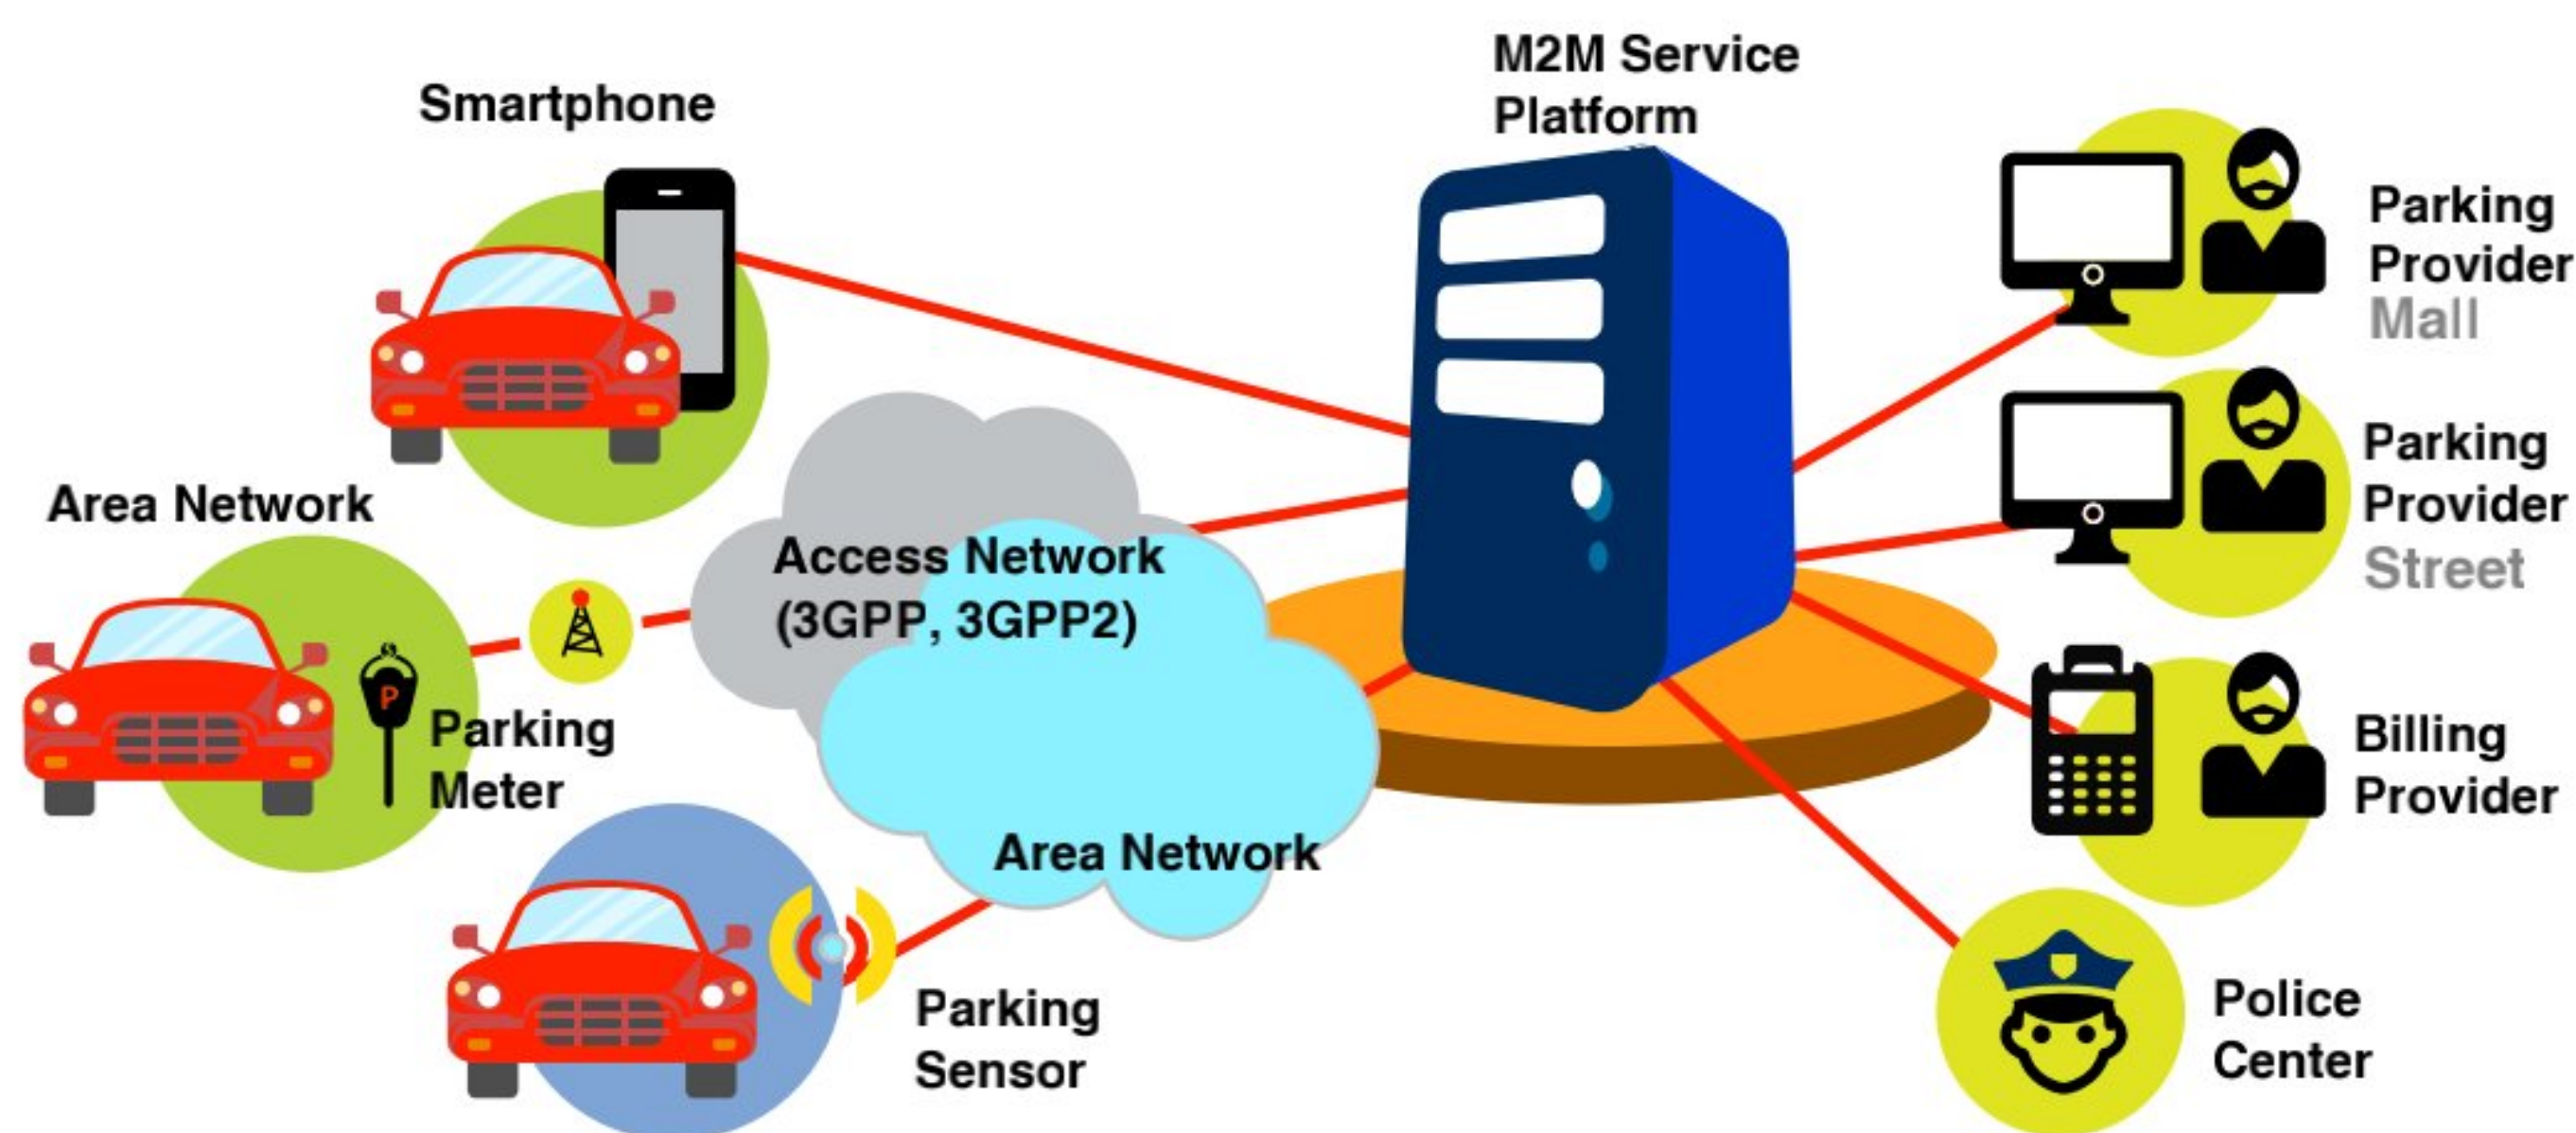 M2M Service
Platform
Smartphone
Parking
Provider
Mall
Parking
Provider
Street
Area Network
Access Network
(3GPP, 3GPP2)
P
Parking
Meter
Billing
Provider
Area Network
Parking
Sensor
Police
Center